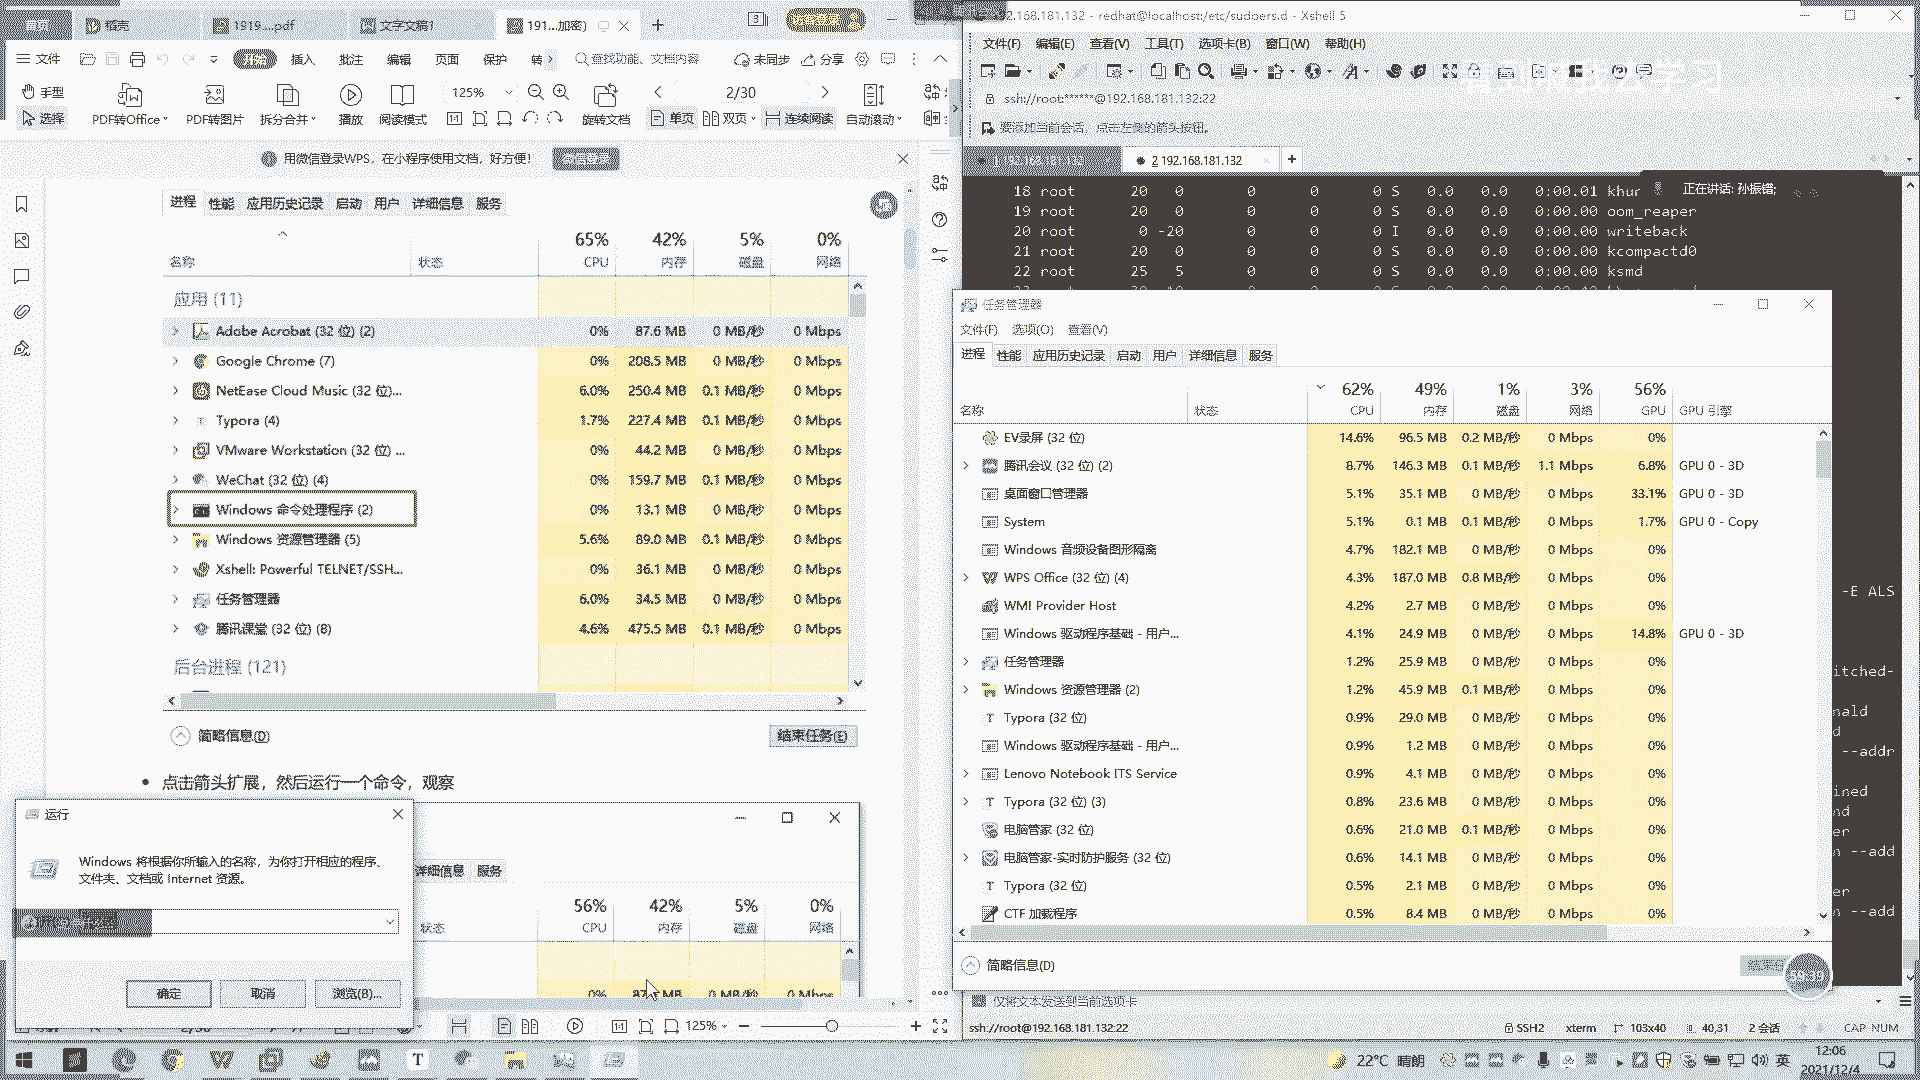 首页
稻壳
1919....pdf
文字文稿1
191...加密)
访客登录
文件
开始
插入
批注
编辑
页面
保护
转
查找功能、文档内容
未同步
分享
手型
选择
PDF转Office
PDF转图片
拆分合并
播放
阅读模式
125%
旋转文档
2/30
单页
双页
连续阅读
自动滚动
用微信登录WPS，在小程序使用文档，好方便！
进程 性能 应用历史记录 启动 用户 详细信息 服务
65% 42% 5% 0%
名称 状态 CPU 内存 磁盘 网络
应用 (11)
Adobe Acrobat (32 位) (2) 0% 87.6 MB 0 MB/秒 0 Mbps
Google Chrome (7) 0% 208.5 MB 0 MB/秒 0 Mbps
NetEase Cloud Music (32 位)... 6.0% 250.4 MB 0.1 MB/秒 0 Mbps
Typora (4) 1.7% 227.4 MB 0.1 MB/秒 0 Mbps
VMware Workstation (32 位) ... 0% 44.2 MB 0 MB/秒 0 Mbps
WeChat (32 位) (4) 0% 159.7 MB 0.1 MB/秒 0 Mbps
Windows 命令处理程序 (2) 0% 13.1 MB 0 MB/秒 0 Mbps
Windows 资源管理器 (5) 5.6% 89.0 MB 0.1 MB/秒 0 Mbps
Xshell: Powerful TELNET/SSH... 0% 36.1 MB 0 MB/秒 0 Mbps
任务管理器 6.0% 34.5 MB 0 MB/秒 0 Mbps
腾讯课堂 (32 位) (8) 4.6% 475.5 MB 0.1 MB/秒 0 Mbps
后台进程 (121)
简略信息(D)
结束任务(E)
• 点击箭头扩展，然后运行一个命令，观察
详细信息 服务
56% 42% 5% 0%
状态 CPU 内存 磁盘 网络
运行
Windows 将根据你所输入的名称，为你打开相应的程序、
文件夹、文档或 Internet 资源。
确定
取消
浏览(B)...
125%
.168.181.132 - redhat@localhost:/etc/sudoers.d - Xshell 5
文件(F) 编辑(E) 查看(V) 工具(T) 选项卡(B) 窗口(W) 帮助(H)
ssh://root:******@192.168.181.132:22
要添加当前会话，点击左侧的箭头按钮。
1 192.168.181.132
2 192.168.181.132
正在讲话: 孙振锴;
18 root 20 0 0 0 0 S 0.0 0.0 0:00.01 khur
19 root 20 0 0 0 0 S 0.0 0.0 0:00.00 oom_reaper
20 root 0 -20 0 0 0 I 0.0 0.0 0:00.00 writeback
21 root 20 0 0 0 0 S 0.0 0.0 0:00.00 kcompactd0
22 root 25 5 0 0 0 S 0.0 0.0 0:00.00 ksmd
-E ALS
itched-
nald
d
--addr
ined
nd
er
n --add
er
n --add
任务管理器
文件(F) 选项(O) 查看(V)
进程 性能 应用历史记录 启动 用户 详细信息 服务
62% 49% 1% 3% 56%
名称 状态 CPU 内存 磁盘 网络 GPU GPU 引擎
EV录屏 (32 位) 14.6% 96.5 MB 0.2 MB/秒 0 Mbps 0%
腾讯会议 (32 位) (2) 8.7% 146.3 MB 0.1 MB/秒 1.1 Mbps 6.8% GPU 0 - 3D
桌面窗口管理器 5.1% 35.1 MB 0 MB/秒 0 Mbps 33.1% GPU 0 - 3D
System 5.1% 0.1 MB 0.1 MB/秒 0 Mbps 1.7% GPU 0 - Copy
Windows 音频设备图形隔离 4.7% 182.1 MB 0 MB/秒 0 Mbps 0%
WPS Office (32 位) (4) 4.3% 187.0 MB 0.8 MB/秒 0 Mbps 0%
WMI Provider Host 4.2% 2.7 MB 0 MB/秒 0 Mbps 0%
Windows 驱动程序基础 - 用户... 4.1% 24.9 MB 0 MB/秒 0 Mbps 14.8% GPU 0 - 3D
任务管理器 1.2% 25.9 MB 0 MB/秒 0 Mbps 0%
Windows 资源管理器 (2) 1.2% 45.9 MB 0.1 MB/秒 0 Mbps 0%
Typora (32 位) 0.9% 29.0 MB 0 MB/秒 0 Mbps 0%
Windows 驱动程序基础 - 用户... 0.9% 1.2 MB 0 MB/秒 0 Mbps 0%
Lenovo Notebook ITS Service 0.9% 4.1 MB 0 MB/秒 0 Mbps 0%
Typora (32 位) (3) 0.8% 23.6 MB 0 MB/秒 0 Mbps 0%
电脑管家 (32 位) 0.6% 21.0 MB 0.1 MB/秒 0 Mbps 0%
电脑管家-实时防护服务 (32 位) 0.6% 14.1 MB 0 MB/秒 0 Mbps 0%
Typora (32 位) 0.5% 2.1 MB 0 MB/秒 0 Mbps 0%
CTF 加载程序 0.5% 8.4 MB 0 MB/秒 0 Mbps 0%
简略信息(D)
仅将文本发送到当前选项卡
ssh://root@192.168.181.132:22
SSH2 xterm 103x40 40,31 2 会话 CAP NUM
22°C 晴朗
英
12:06
2021/12/4